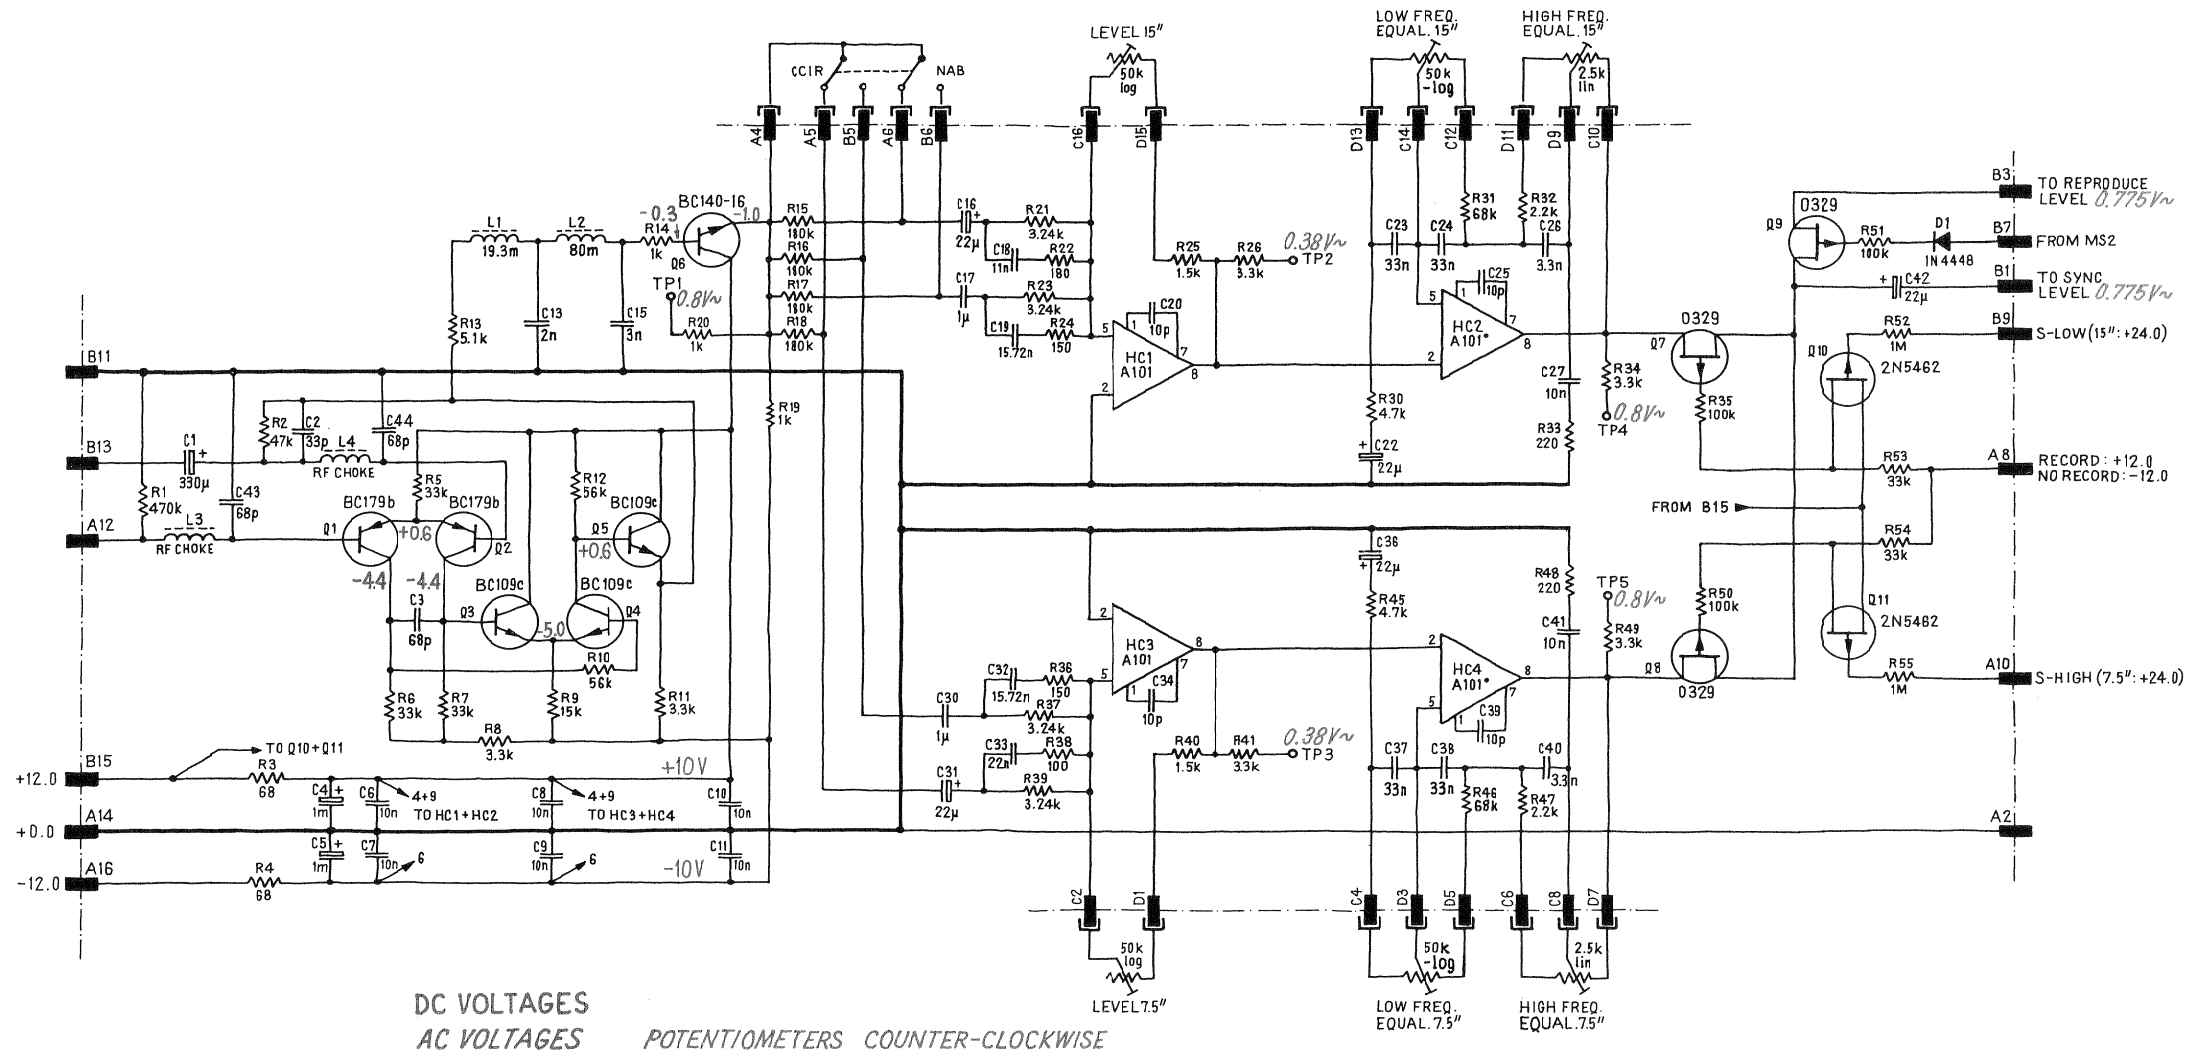 LEVEL 15"
50k
log
LOW FREQ.
EQUAL.15"
50k
-log
HIGH FREQ.
EQUAL.15"
2.5k
lin
CCIR
NAB
A4
A5
B5
A6
B6
C16
D15
D13
C14
C12
D11
D9
C10
L1
19.3m
L2
80m
-0.3
R14
1k
BC140-16
-1.0
Q6
TP1
0.8V~
R20
1k
R13
5.1k
C13
2n
C15
3n
R15
180k
R16
180k
R17
180k
R18
180k
R19
1k
C16
22µ
+
C18
11n
C17
1µ
C19
15.72n
R21
3.24k
R22
180
R23
3.24k
R24
150
5
2
1
7
8
C20
10p
HC1
A101
R25
1.5k
R26
3.3k
0.38V~
TP2
C23
33n
C24
33n
R31
68k
R32
2.2k
C26
3.3n
5
2
1
7
8
C25
10p
HC2
A101*
R30
4.7k
+
C22
22µ
C27
10n
R33
220
R34
3.3k
0.8V~
TP4
0329
Q7
R35
100k
Q9
0329
R51
100k
D1
1N4448
+
C42
22µ
B3
TO REPRODUCE
LEVEL 0.775V~
B7
FROM MS2
B1
TO SYNC
LEVEL 0.775V~
B9
S-LOW (15":+24.0)
R52
1M
Q10
2N5462
R53
33k
A8
RECORD: +12.0
NO RECORD: -12.0
FROM B15
R54
33k
R50
100k
Q8
0329
Q11
2N5462
R55
1M
A10
S-HIGH (7.5":+24.0)
A2
B11
B13
C1
+
330µ
R2
47k
C2
33p
L4
RF CHOKE
C44
68p
R1
470k
C43
68p
A12
L3
RF CHOKE
BC179b
BC179b
R5
33k
Q1
+0.6
Q2
-4.4
-4.4
R12
56k
BC109c
Q5
+0.6
BC109c
BC109c
C3
68p
Q3
-5.0
Q4
R10
56k
R6
33k
R7
33k
R9
15k
R11
3.3k
R8
3.3k
TO Q10+Q11
+12.0
B15
R3
68
+10V
C4
+
1m
C6
10n
4+9
TO HC1+HC2
C8
10n
4+9
TO HC3+HC4
C10
10n
+0.0
A14
C5
+
1m
C7
10n
6
C9
10n
6
C11
10n
-12.0
A16
R4
68
-10V
C30
1µ
C32
15.72n
R36
150
R37
3.24k
C33
22n
R38
100
C31
+
22µ
R39
3.24k
2
5
1
7
8
HC3
A101
C34
10p
R40
1.5k
R41
3.3k
0.38V~
TP3
C36
+
22µ
R45
4.7k
2
5
1
7
8
HC4
A101*
C39
10p
C37
33n
C38
33n
R46
68k
R47
2.2k
C40
3.3n
R48
220
C41
10n
TP5
0.8V~
R49
3.3k
C2
D1
C4
D3
D5
C6
C8
D7
50k
log
LEVEL 7.5"
50k
-log
LOW FREQ.
EQUAL.7.5"
2.5k
lin
HIGH FREQ.
EQUAL.7.5"
DC VOLTAGES
AC VOLTAGES POTENTIOMETERS COUNTER-CLOCKWISE